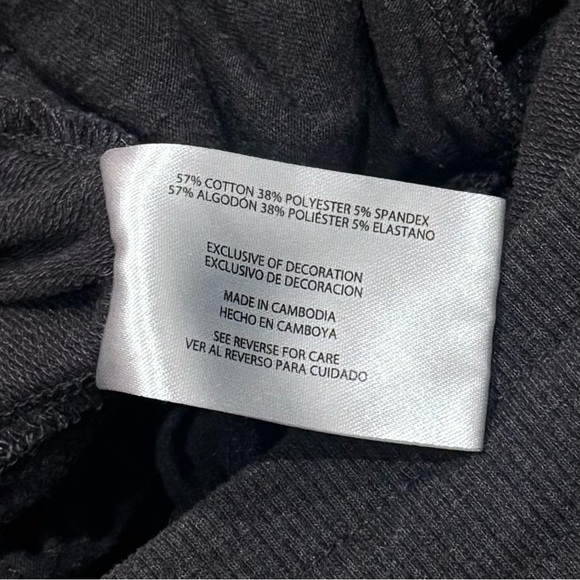 57% COTTON 38% POLYESTER 5% SPANDEX
57% ALGODÓN 38% POLIÉSTER 5% ELASTANO
EXCLUSIVE OF DECORATION
EXCLUSIVO DE DECORACION
MADE IN CAMBODIA
HECHO EN CAMBOYA
SEE REVERSE FOR CARE
VER AL REVERSO PARA CUIDADO